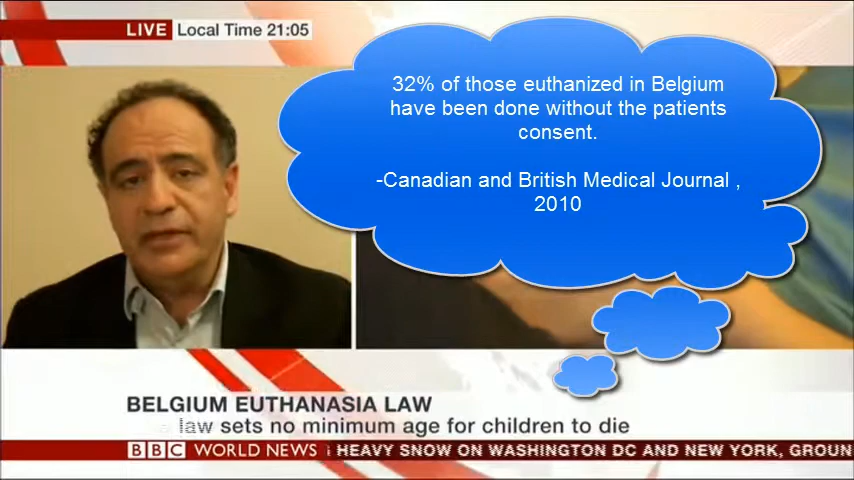 LIVE Local Time 21:05
32% of those euthanized in Belgium
have been done without the patients
consent.
-Canadian and British Medical Journal ,
2010
BELGIUM EUTHANASIA LAW
law sets no minimum age for children to die
BBC WORLD NEWS HEAVY SNOW ON WASHINGTON DC AND NEW YORK, GROUN